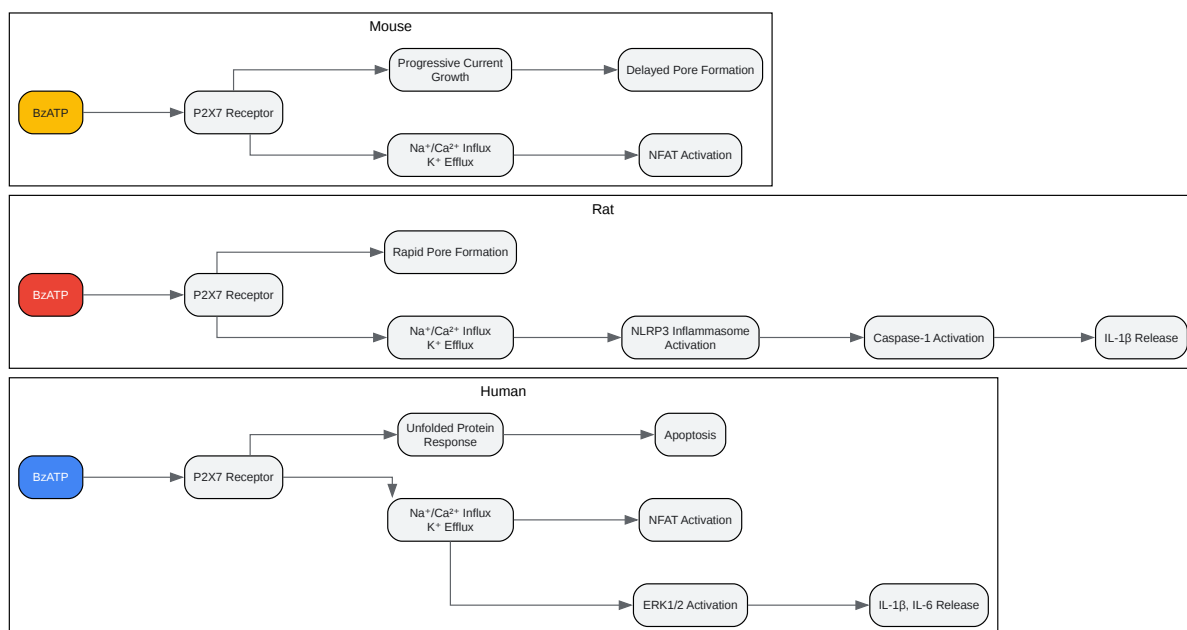 Mouse
Progressive Current
Growth
Delayed Pore Formation
BzATP
P2X7 Receptor
Na⁺/Ca²⁺ Influx
K⁺ Efflux
NFAT Activation
Rat
Rapid Pore Formation
BzATP
P2X7 Receptor
Na⁺/Ca²⁺ Influx
K⁺ Efflux
NLRP3 Inflammasome
Activation
Caspase-1 Activation
IL-1β Release
Human
Unfolded Protein
Response
Apoptosis
BzATP
P2X7 Receptor
Na⁺/Ca²⁺ Influx
K⁺ Efflux
NFAT Activation
ERK1/2 Activation
IL-1β, IL-6 Release